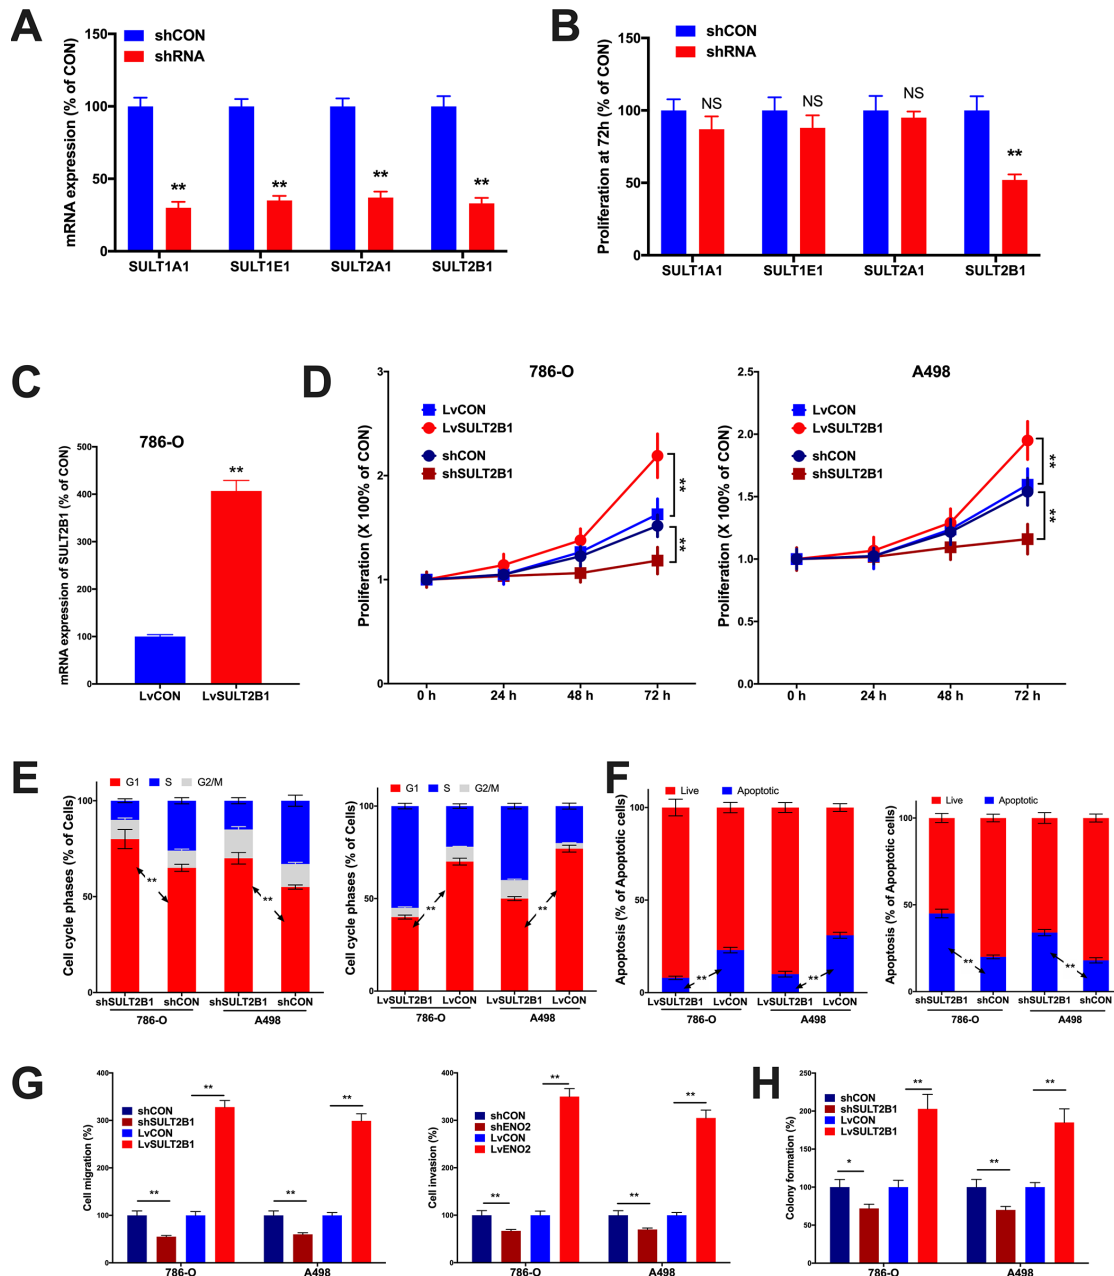 A
mRNA expression (% of CON)
150
100
50
0
shCON
shRNA
**
**
**
**
SULT1A1 SULT1E1 SULT2A1 SULT2B1
B
Proliferation at 72h (% of CON)
150
100
50
0
shCON
shRNA
NS
NS
NS
**
SULT1A1 SULT1E1 SULT2A1 SULT2B1
C
786-O
mRNA expression of SULT2B1 (% of CON)
500
400
300
200
100
0
**
LvCON LvSULT2B1
D
786-O
Proliferation (X 100% of CON)
3
2
1
0
LvCON
LvSULT2B1
shCON
shSULT2B1
**
**
0 h 24 h 48 h 72 h
A498
Proliferation (X 100% of CON)
2.5
2.0
1.5
1.0
0.5
0.0
LvCON
LvSULT2B1
shCON
shSULT2B1
**
**
0 h 24 h 48 h 72 h
E
G1 S G2/M
Cell cycle phases (% of Cells)
100
50
0
**
**
shSULT2B1 shCON shSULT2B1 shCON
786-O A498
G1 S G2/M
Cell cycle phases (% of Cells)
100
50
0
**
**
LvSULT2B1 LvCON LvSULT2B1 LvCON
786-O A498
F
Live Apoptotic
Apoptosis (% of Apoptotic cells)
100
50
0
**
**
LvSULT2B1 LvCON LvSULT2B1 LvCON
786-O A498
Live Apoptotic
Apoptosis (% of Apoptotic cells)
100
50
0
**
**
shSULT2B1 shCON shSULT2B1 shCON
786-O A498
G
Cell migration (%)
400
300
200
100
0
shCON
shSULT2B1
LvCON
LvSULT2B1
**
**
**
**
786-O A498
Cell invasion (%)
400
300
200
100
0
shCON
shENO2
LvCON
LvENO2
**
**
**
**
786-O A498
H
Colony formation (%)
250
200
150
100
50
0
shCON
shSULT2B1
LvCON
LvSULT2B1
*
**
**
**
786-O A498